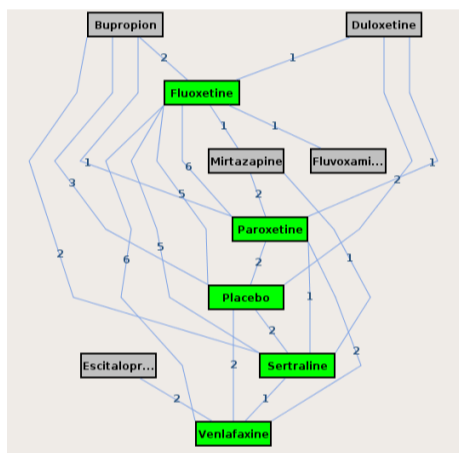 Bupropion Duloxetine
2 1
Fluoxetine
1 1
Mirtazapine Fluvoxami...
1 6 1
3 5 2 2
Paroxetine
2 5 6 2 1
Placebo 1
2
2 Sertraline 2
Escitalopr...
2 1
Venlafaxine